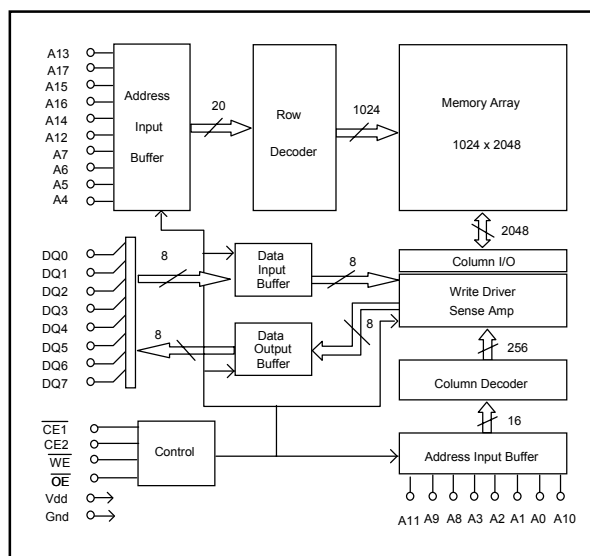 A13
A17
A15
A16
A14
A12
A7
A6
A5
A4
Address
Input
Buffer
20
Row
Decoder
1024
Memory Array
1024 x 2048
2048
DQ0
DQ1
DQ2
DQ3
DQ4
DQ5
DQ6
DQ7
8
Data
Input
Buffer
8
Column I/O
Write Driver
Sense Amp
8
Data
Output
Buffer
8
256
Column Decoder
16
Address Input Buffer
CE1
CE2
WE
OE
Vdd
Gnd
Control
A11 A9 A8 A3 A2 A1 A0 A10